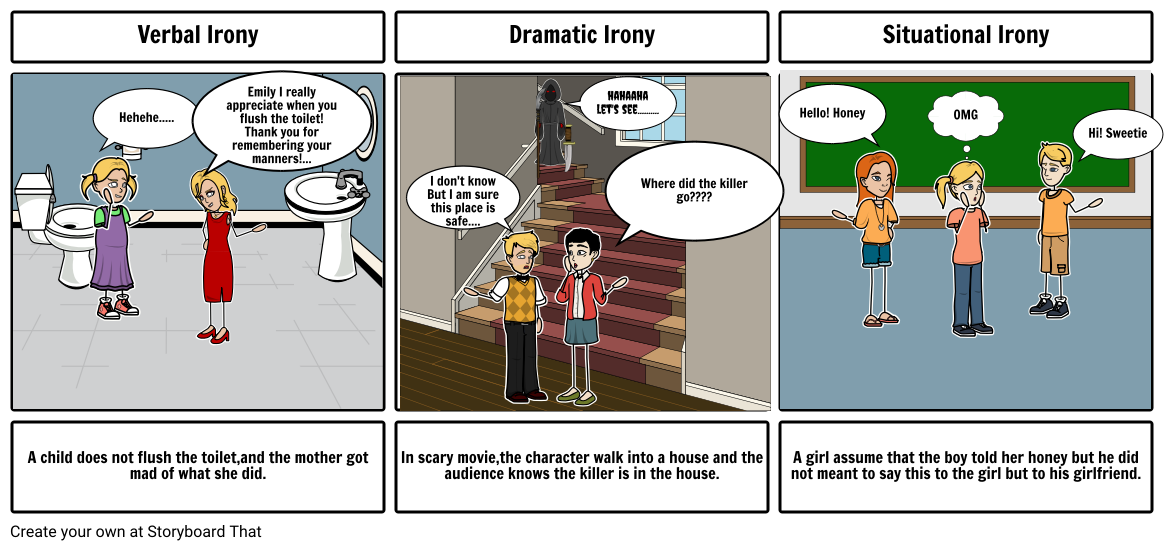 Verbal Irony
Dramatic Irony
Situational Irony
Hehehe.....
Emily I really
appreciate when you
flush the toilet!
Thank you for
remembering your
manners!...
HAHAAHA
LET'S SEE..........
I don't know
But I am sure
this place is
safe....
Where did the killer
go????
Hello! Honey
OMG
Hi! Sweetie
A child does not flush the toilet,and the mother got
mad of what she did.
In scary movie,the character walk into a house and the
audience knows the killer is in the house.
A girl assume that the boy told her honey but he did
not meant to say this to the girl but to his girlfriend.
Create your own at Storyboard That